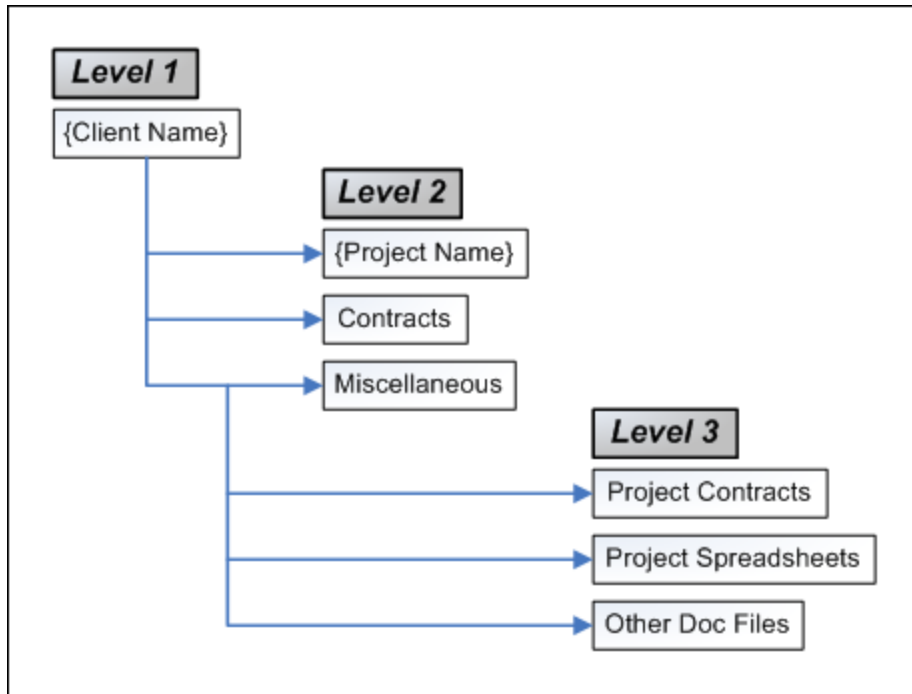 Level 1
{Client Name}
Level 2
{Project Name}
Contracts
Miscellaneous
Level 3
Project Contracts
Project Spreadsheets
Other Doc Files